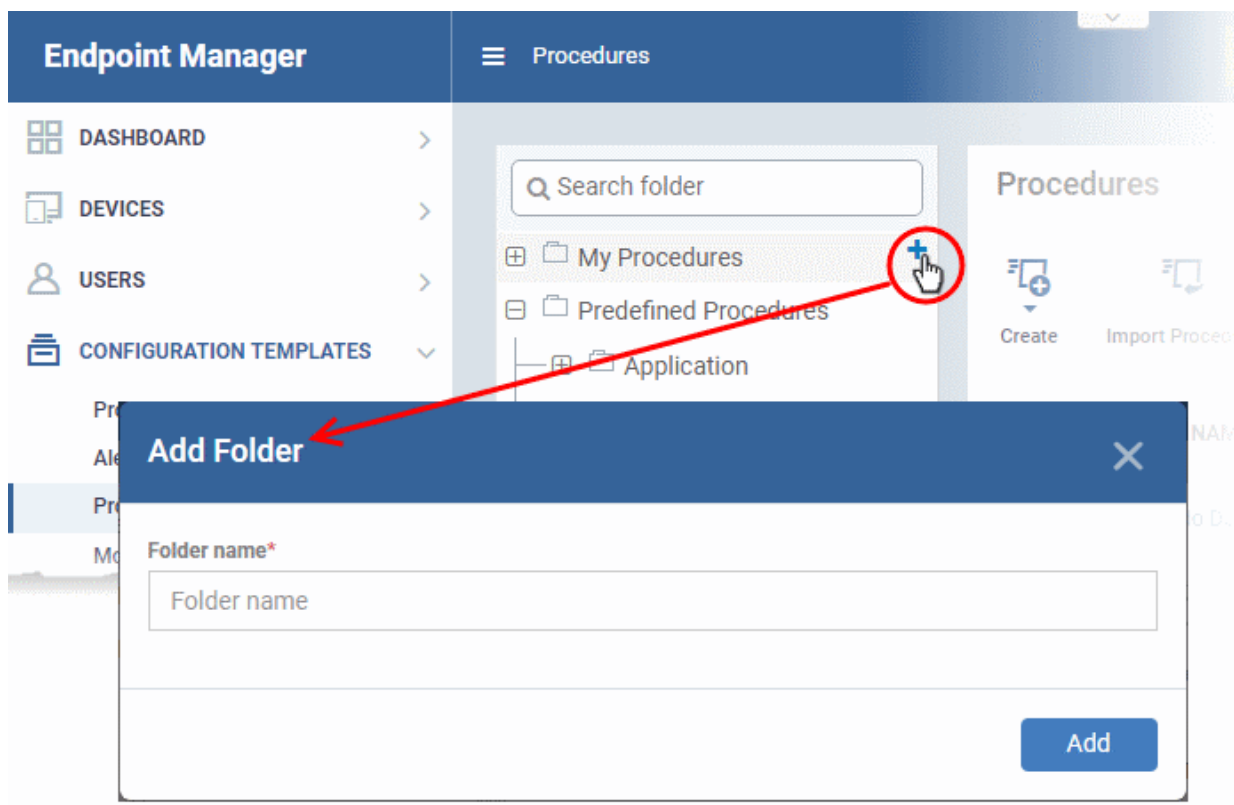 Endpoint Manager
Procedures
DASHBOARD
DEVICES
USERS
CONFIGURATION TEMPLATES
Search folder
My Procedures
Predefined Procedures
Application
Procedures
Create
Import
Add Folder
Folder name*
Folder name
Add